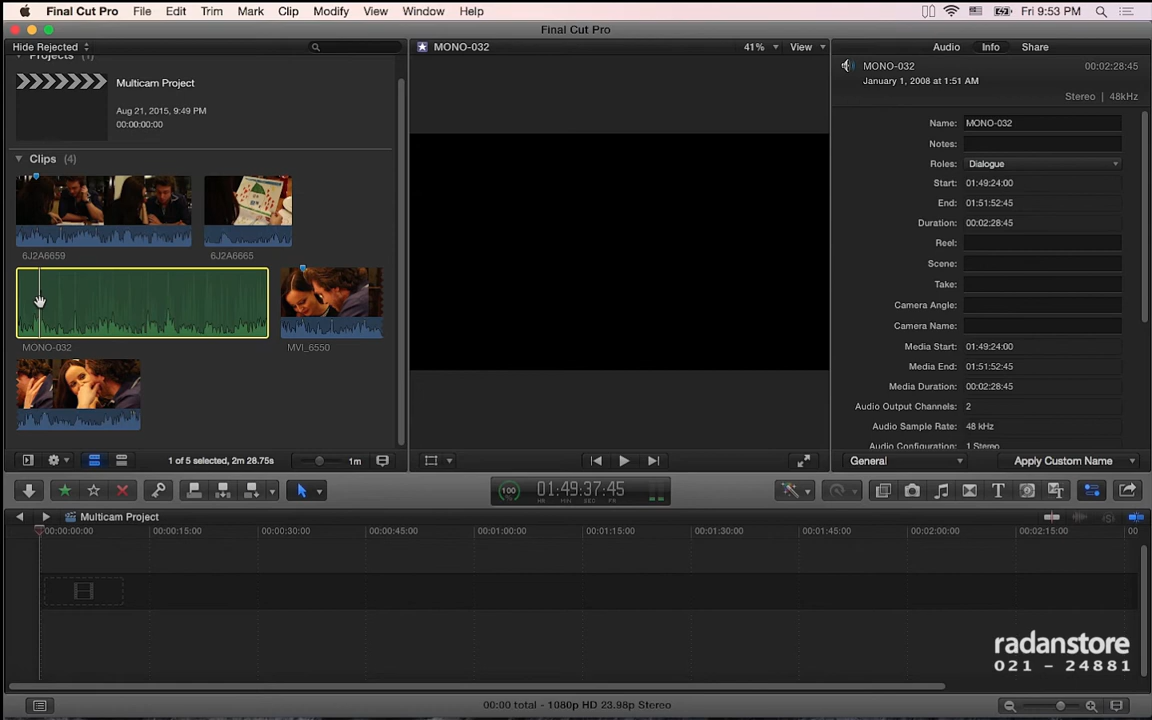 Final Cut Pro File Edit Trim Mark Clip Modify View Window Help Fri 9:53 PM
Final Cut Pro
Hide Rejected
MONO-032 41% View
Audio Info Share
Projects (1)
Multicam Project
Aug 21, 2015, 9:49 PM
00:00:00:00
Clips (4)
6J2A6659 6J2A6665
MONO-032 MVI_6550
1 of 5 selected, 2m 28.75s 1m
MONO-032 00:02:28:45
January 1, 2008 at 1:51 AM
Stereo | 48kHz
Name: MONO-032
Notes:
Roles: Dialogue
Start: 01:49:24:00
End: 01:51:52:45
Duration: 00:02:28:45
Reel:
Scene:
Take:
Camera Angle:
Camera Name:
Media Start: 01:49:24:00
Media End: 01:51:52:45
Media Duration: 00:02:28:45
Audio Output Channels: 2
Audio Sample Rate: 48 kHz
Audio Configuration: 1 Stereo
General Apply Custom Name
100 01:49:37:45
HR MIN SEC FR
Multicam Project
00:00:00:00 00:00:15:00 00:00:30:00 00:00:45:00 00:01:00:00 00:01:15:00 00:01:30:00 00:01:45:00 00:02:00:00 00:02:15:00 00
radanstore
021 - 24881
00:00 total - 1080p HD 23.98p Stereo